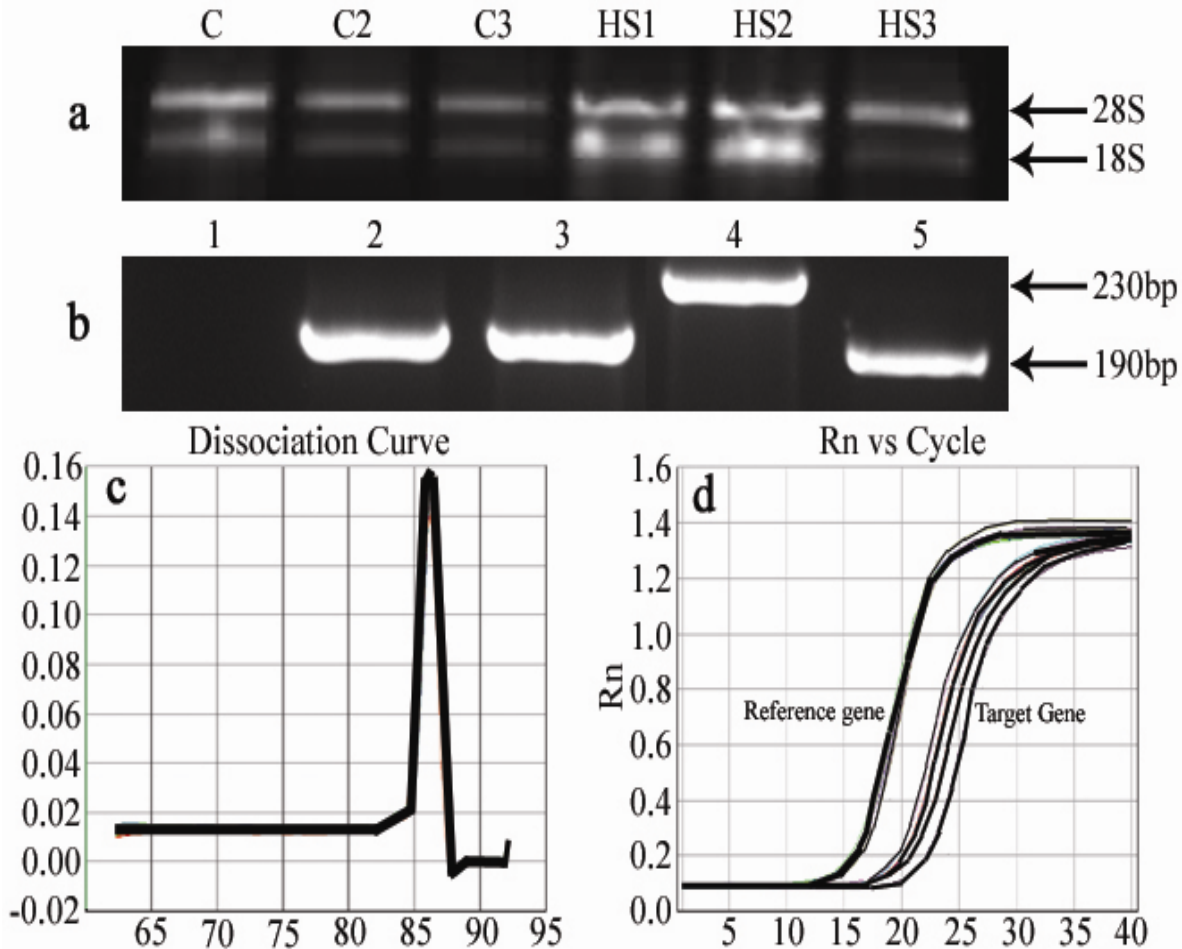 C C2 C3 HS1 HS2 HS3
a
28S
18S
1 2 3 4 5
b
230bp
190bp
Dissociation Curve
c
0.16
0.14
0.12
0.10
0.08
0.06
0.04
0.02
0.00
-0.02
65 70 75 80 85 90 95
Rn vs Cycle
d
1.6
1.4
1.2
1.0
0.8
0.6
0.4
0.2
0.0
Rn
Reference gene
Target Gene
5 10 15 20 25 30 35 40